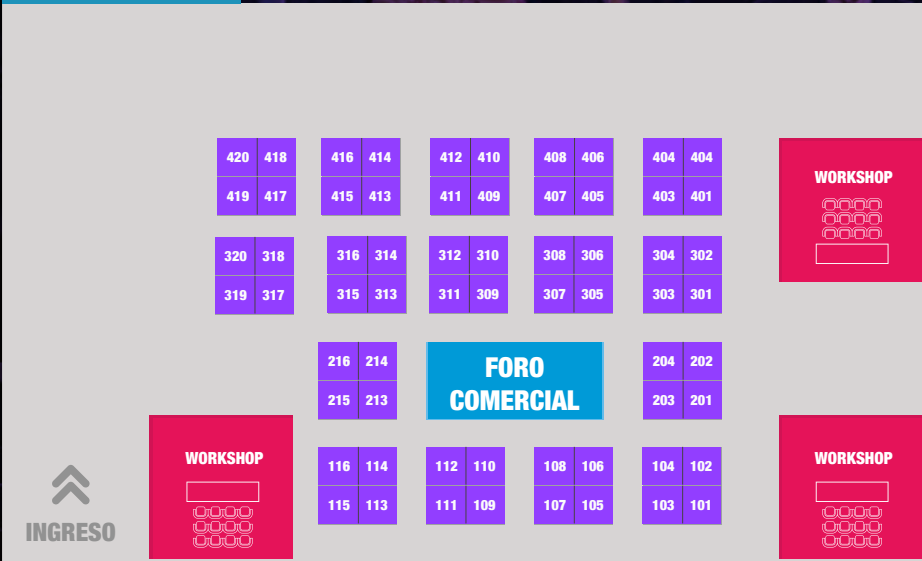 420 418 416 414 412 410 408 406 404 404
419 417 415 413 411 409 407 405 403 401
WORKSHOP
320 318 316 314 312 310 308 306 304 302
319 317 315 313 311 309 307 305 303 301
216 214
215 213
FORO
COMERCIAL
204 202
203 201
WORKSHOP
116 114 112 110 108 106 104 102
115 113 111 109 107 105 103 101
WORKSHOP
INGRESO